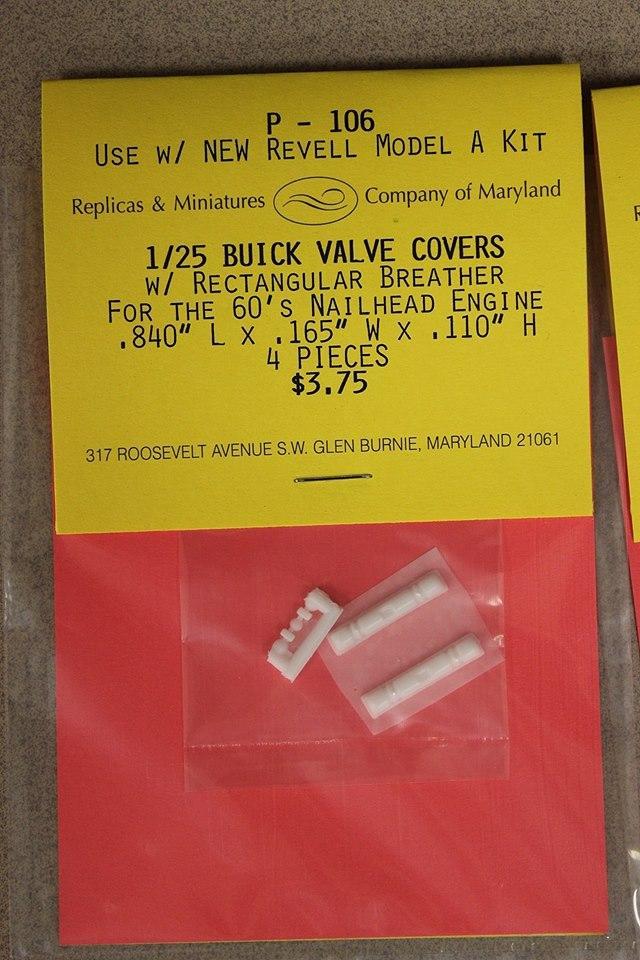 P - 106
USE W/ NEW REVELL MODEL A KIT
Replicas & Miniatures Company of Maryland
1/25 BUICK VALVE COVERS
W/ RECTANGULAR BREATHER
FOR THE 60'S NAILHEAD ENGINE
.840" L X .165" W X .110" H
4 PIECES
$3.75
317 ROOSEVELT AVENUE S.W. GLEN BURNIE, MARYLAND 21061
R